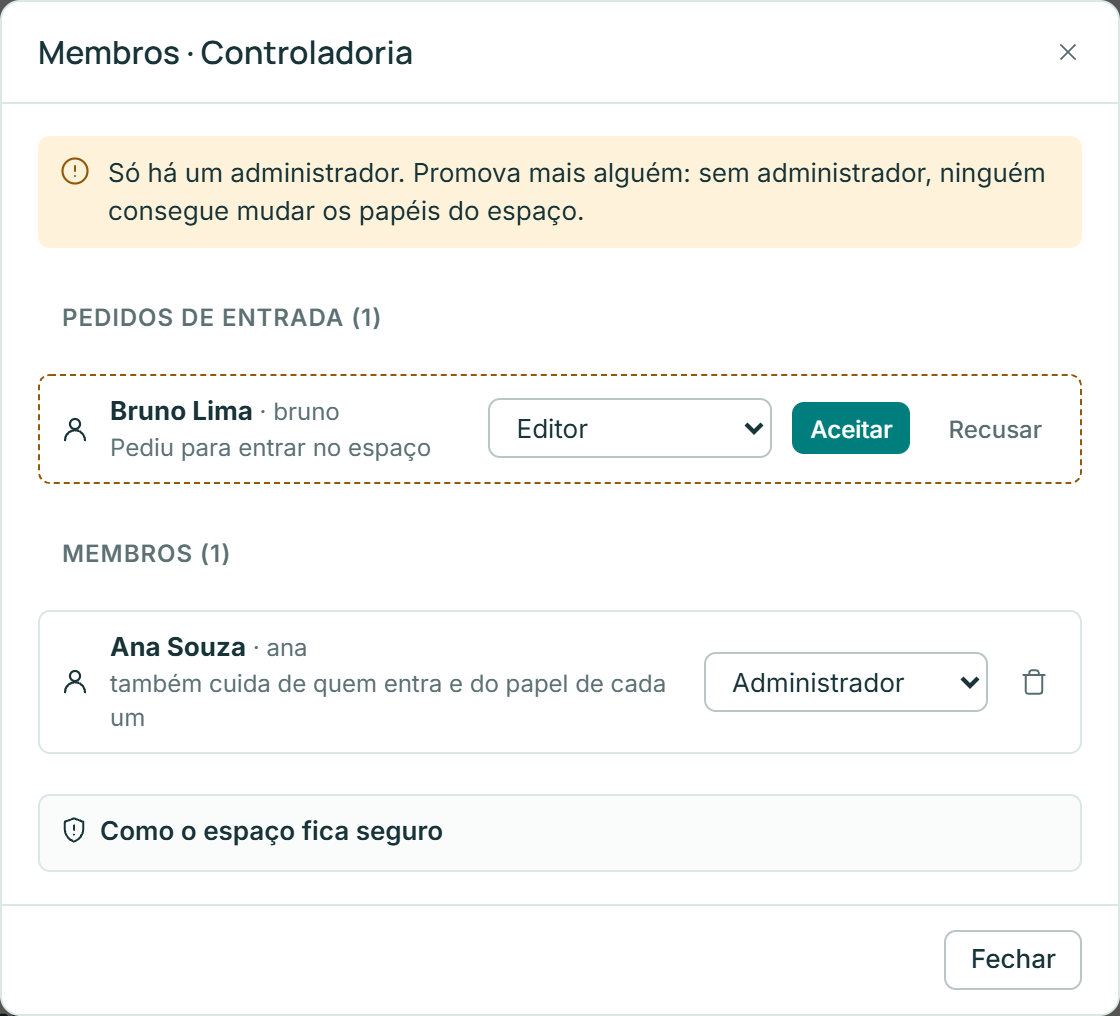 Membros · Controladoria
Só há um administrador. Promova mais alguém: sem administrador, ninguém
consegue mudar os papéis do espaço.
PEDIDOS DE ENTRADA (1)
Bruno Lima · bruno
Pediu para entrar no espaço
Editor
Aceitar
Recusar
MEMBROS (1)
Ana Souza · ana
também cuida de quem entra e do papel de cada
um
Administrador
Como o espaço fica seguro
Fechar